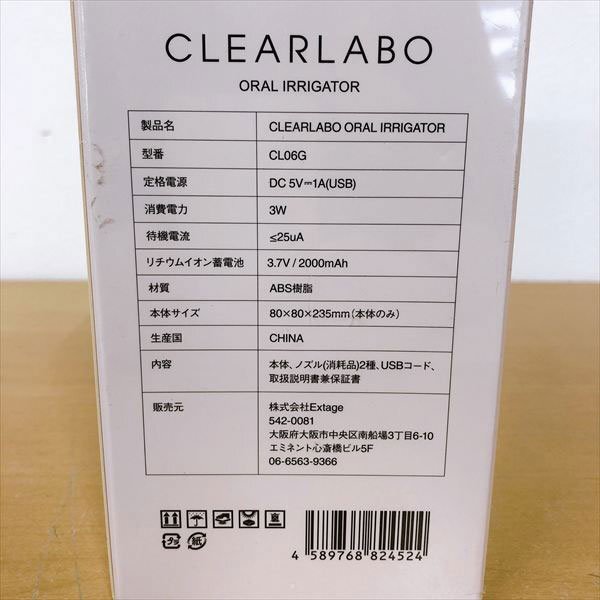 CLEARLABO
ORAL IRRIGATOR
製品名 CLEARLABO ORAL IRRIGATOR
型番 CL06G
定格電源 DC 5V⎓1A(USB)
消費電力 3W
待機電流 ≤25uA
リチウムイオン蓄電池 3.7V / 2000mAh
材質 ABS樹脂
本体サイズ 80×80×235mm（本体のみ）
生産国 CHINA
内容 本体、ノズル(消耗品)2種、USBコード、
取扱説明書兼保証書
販売元 株式会社Extage
542-0081
大阪府大阪市中央区南船場3丁目6-10
エミネント心斎橋ビル5F
06-6563-9366
紙
4 589768 824524